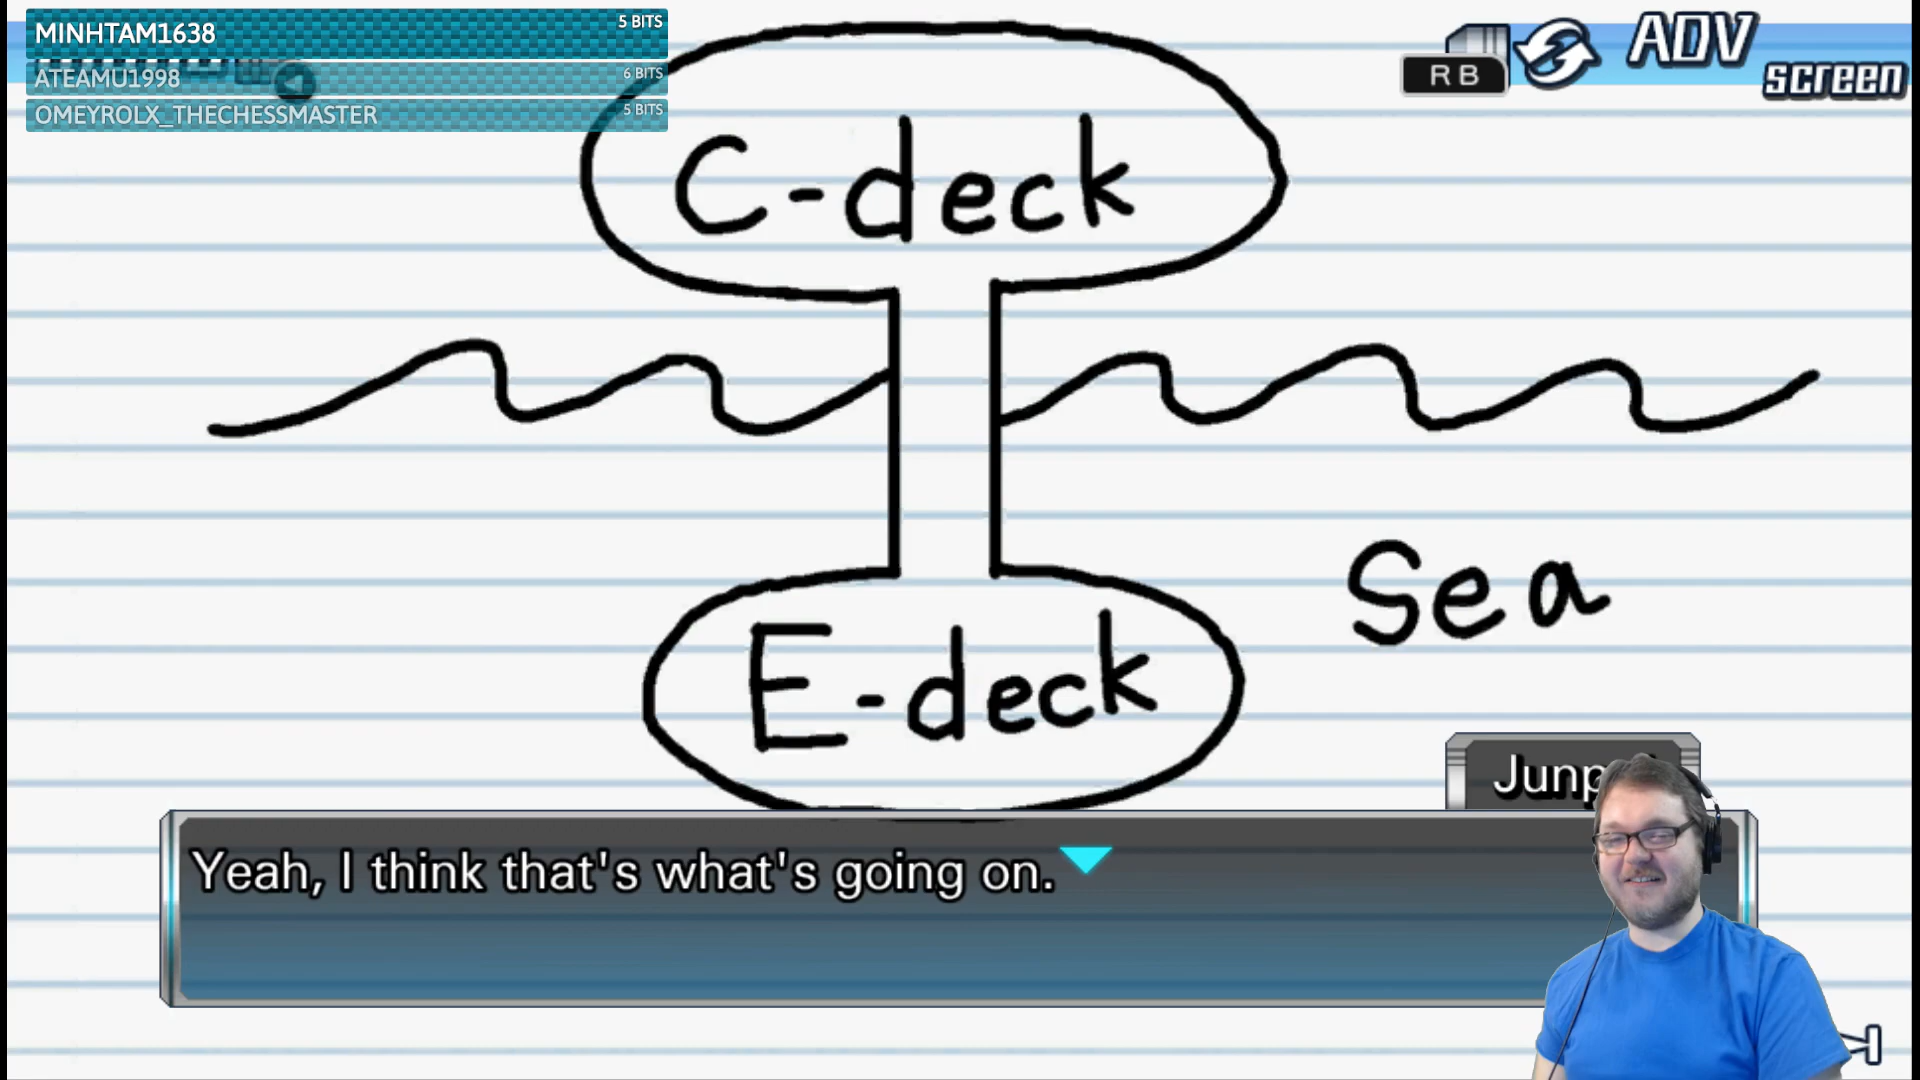 MINHTAM1638 5 BITS
ATEAMU1998 6 BITS
OMEYROLX_THECHESSMASTER 5 BITS
RB ADV screen
C-deck
Sea
E-deck
Yeah, I think that's what's going on.